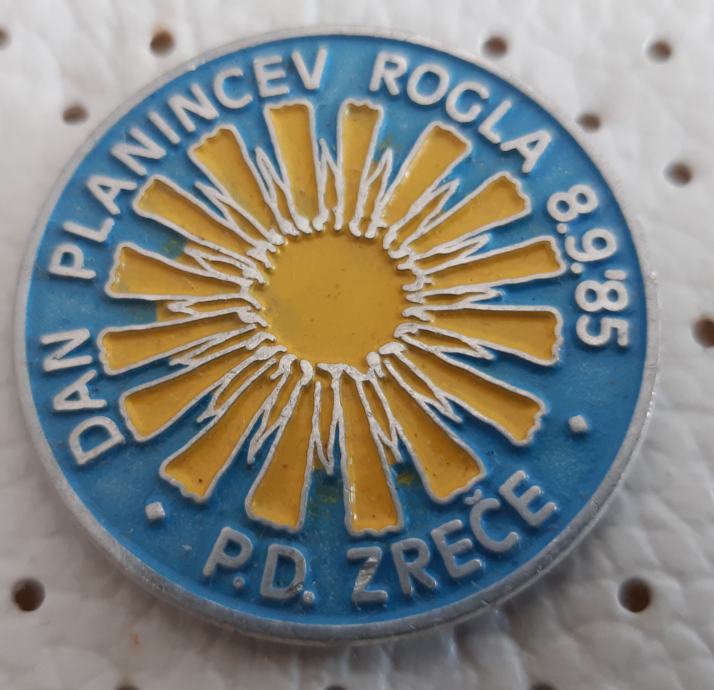 DAN PLANINCEV ROGLA 8.9.'85
P.D. ZREČE